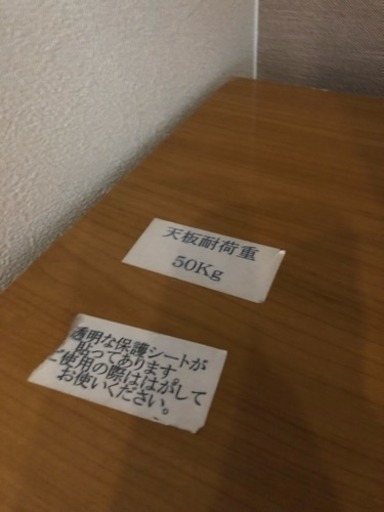 天板耐荷重
50Kg
透明な保護シートが
貼ってあります
ご使用の際ははがして
お使いください。